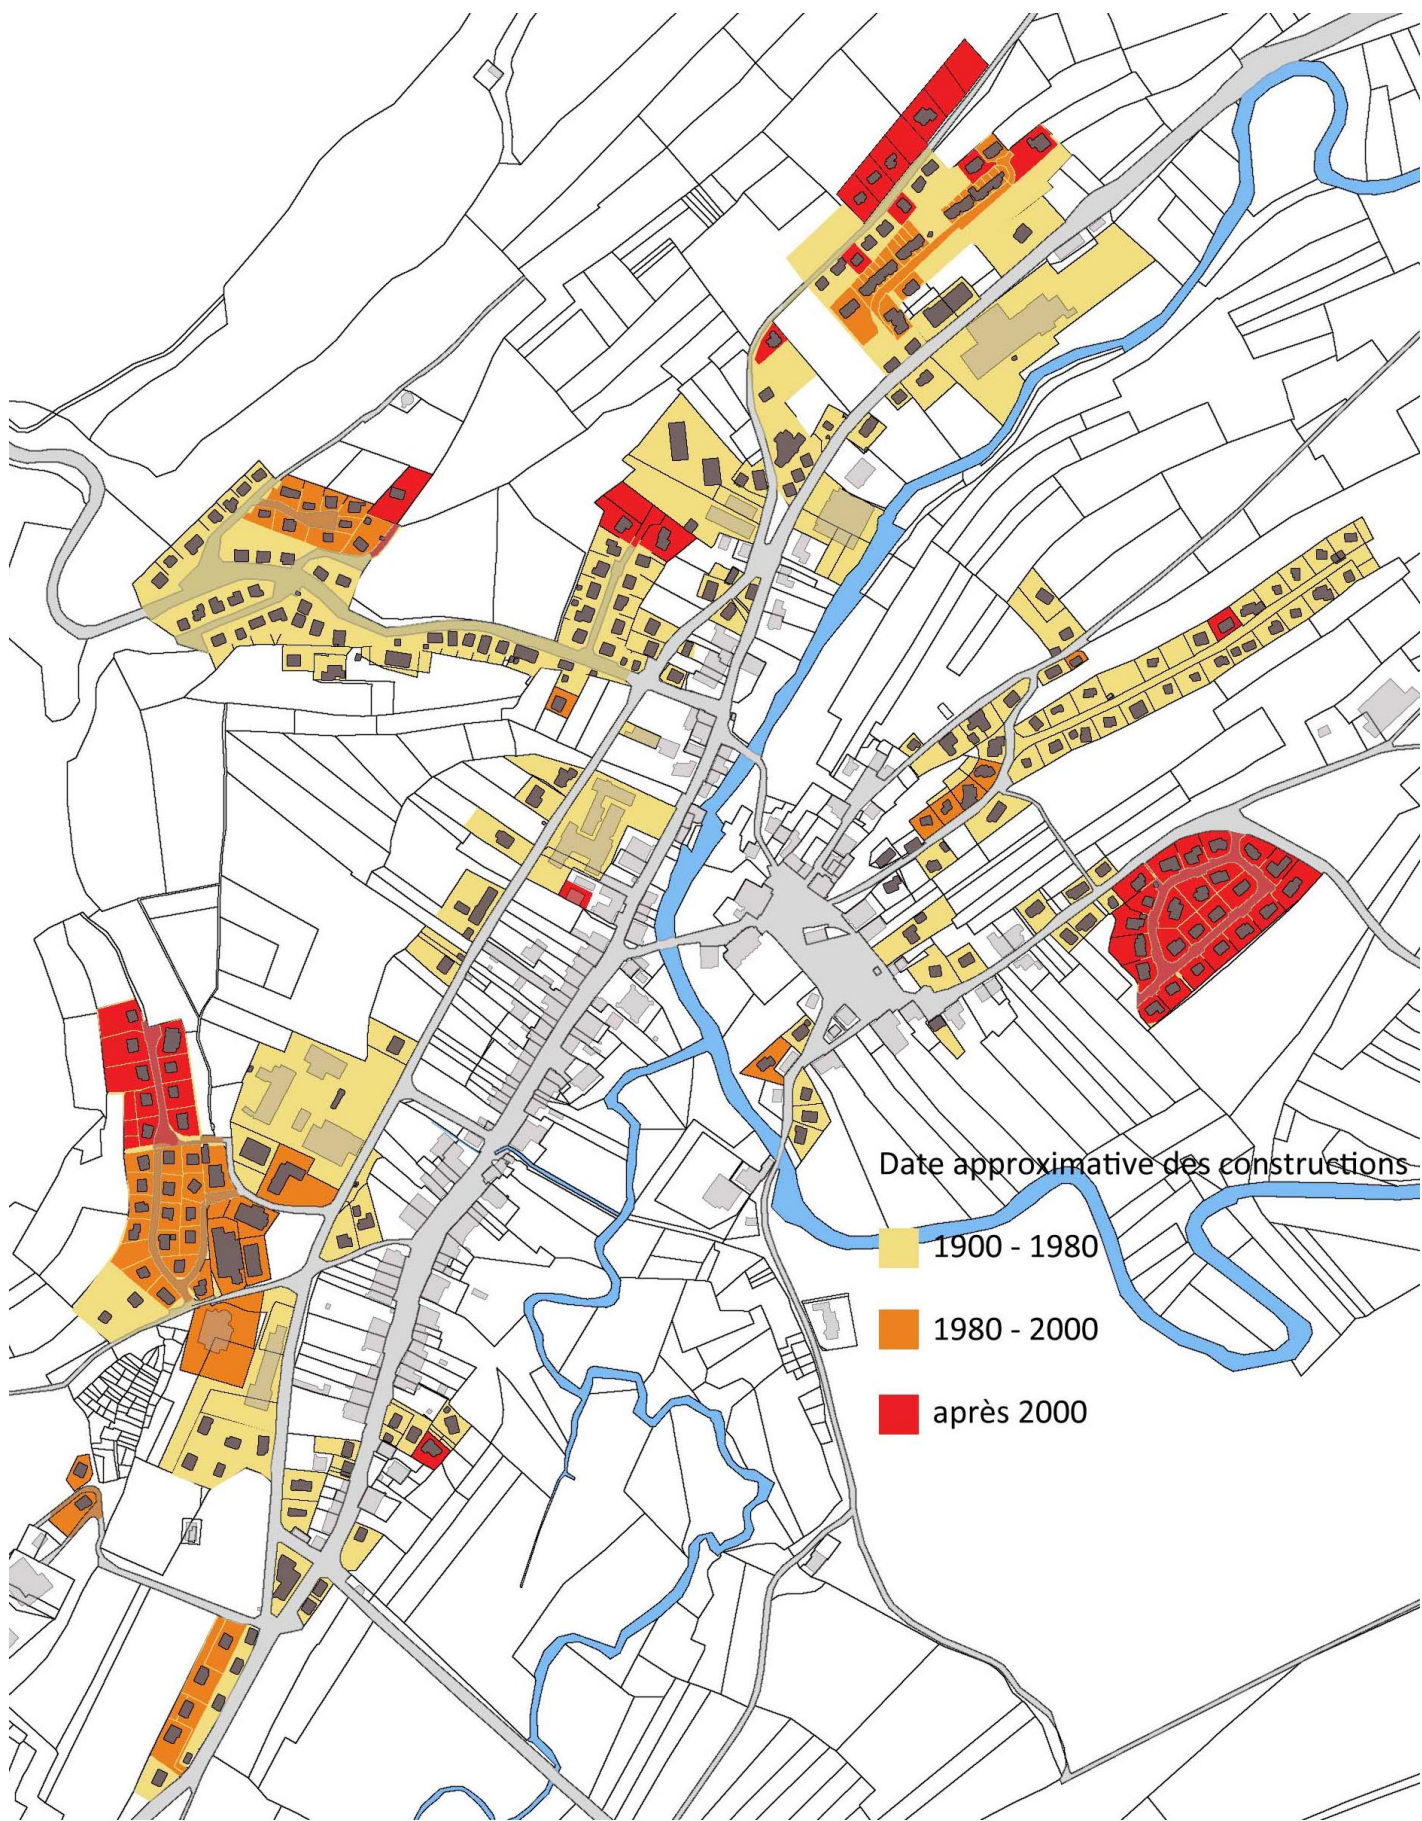 Date approximative des constructions
1900 - 1980
1980 - 2000
après 2000